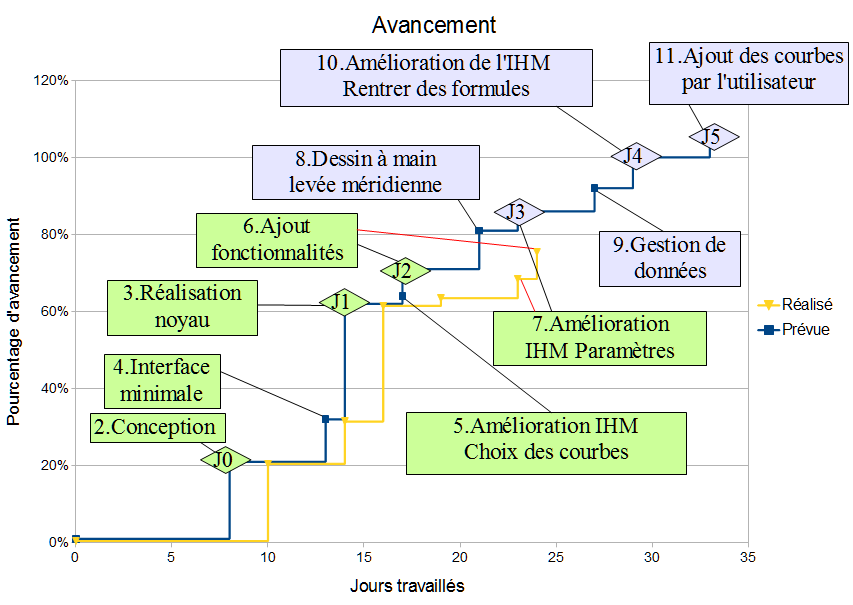 Avancement
10.Amélioration de l'IHM
Rentrer des formules
11.Ajout des courbes
par l'utilisateur
120%
J5
100%
J4
8.Dessin à main
levée méridienne
J3
6.Ajout
fonctionnalités
80%
9.Gestion de
données
J2
3.Réalisation
noyau
J1
60%
Réalisé
Prévue
7.Amélioration
IHM Paramètres
4.Interface
minimale
40%
2.Conception
5.Amélioration IHM
Choix des courbes
J0
20%
0%
0 5 10 15 20 25 30 35
Jours travaillés
Pourcentage d'avancement